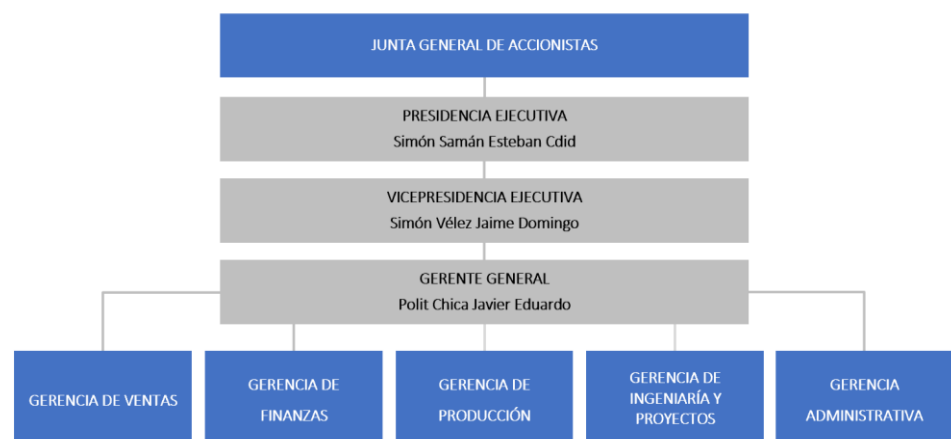 JUNTA GENERAL DE ACCIONISTAS
PRESIDENCIA EJECUTIVA
Simón Samán Esteban Cdid
VICEPRESIDENCIA EJECUTIVA
Simón Vélez Jaime Domingo
GERENTE GENERAL
Polit Chica Javier Eduardo
GERENCIA DE VENTAS
GERENCIA DE
FINANZAS
GERENCIA DE
PRODUCCIÓN
GERENCIA DE
INGENIARÍA Y
PROYECTOS
GERENCIA
ADMINISTRATIVA